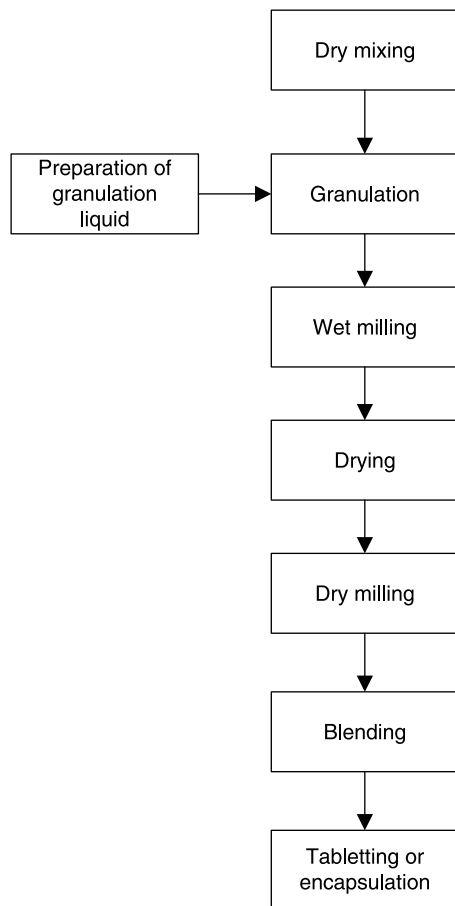 Dry mixing
Preparation of
granulation
liquid
Granulation
Wet milling
Drying
Dry milling
Blending
Tabletting or
encapsulation